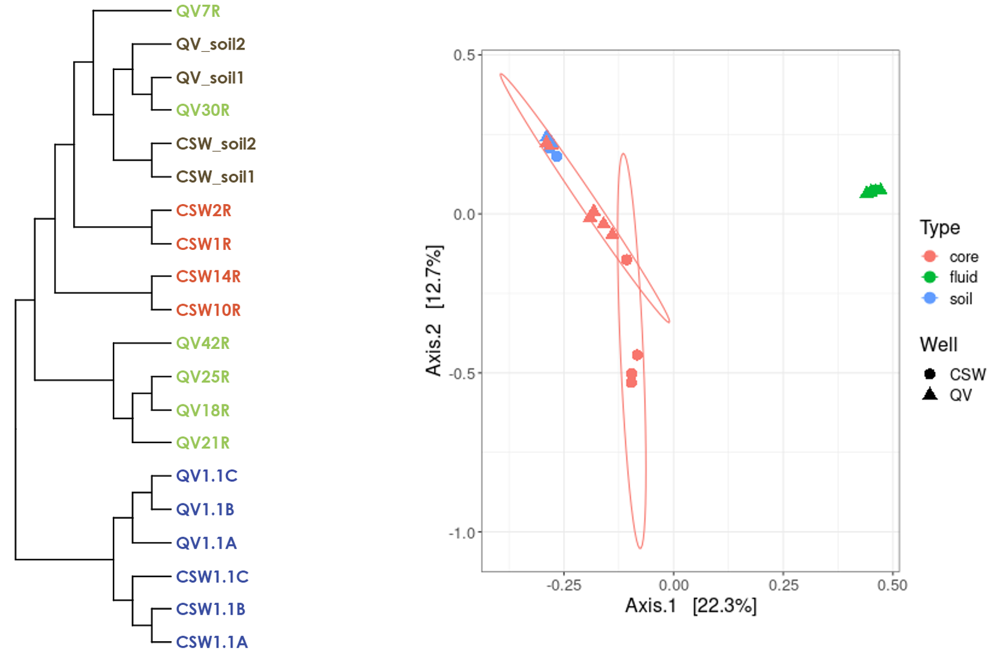 QV7R
QV_soil2
QV_soil1
QV30R
CSW_soil2
CSW_soil1
CSW2R
CSW1R
CSW14R
CSW10R
QV42R
QV25R
QV18R
QV21R
QV1.1C
QV1.1B
QV1.1A
CSW1.1C
CSW1.1B
CSW1.1A
0.5
0.0
-0.5
-1.0
Axis.2 [12.7%]
-0.25 0.00 0.25 0.50
Axis.1 [22.3%]
Type
core
fluid
soil
Well
CSW
QV